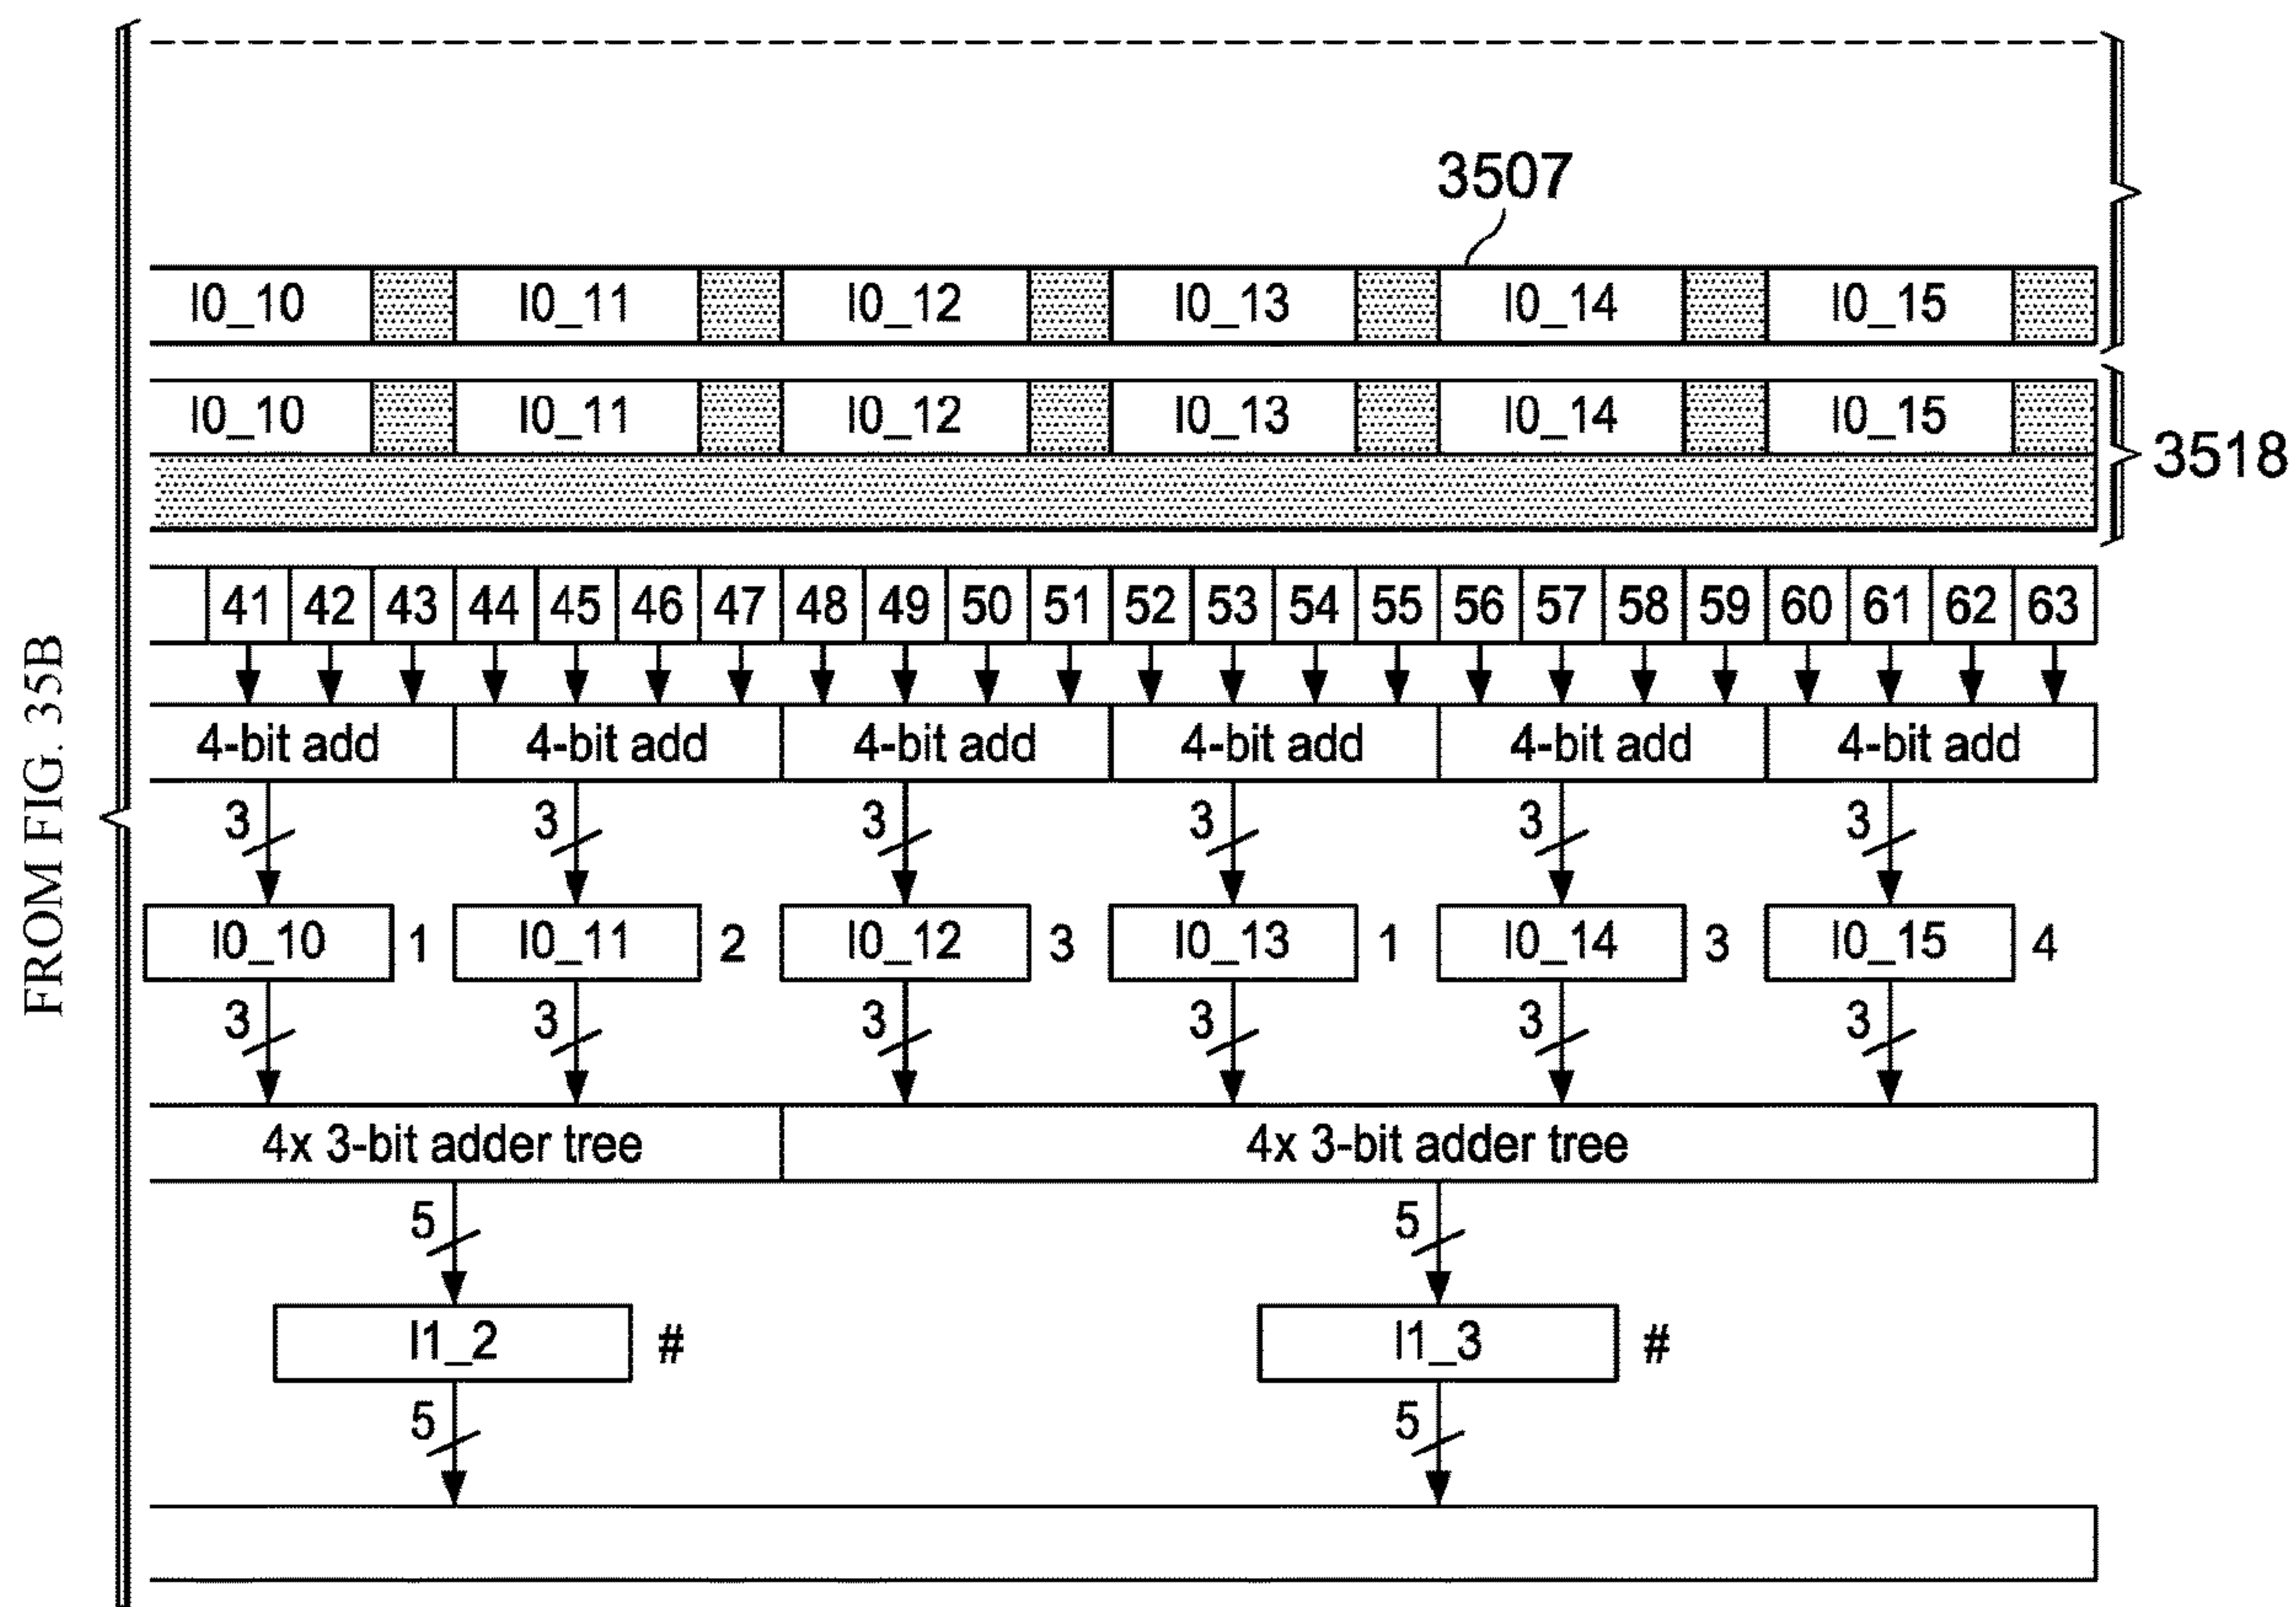 3507
I0_10 I0_11 I0_12 I0_13 I0_14 I0_15
I0_10 I0_11 I0_12 I0_13 I0_14 I0_15
3518
41 42 43 44 45 46 47 48 49 50 51 52 53 54 55 56 57 58 59 60 61 62 63
FROM FIG. 35B
4-bit add 4-bit add 4-bit add 4-bit add 4-bit add 4-bit add
3 3 3 3 3 3
I0_10 1 I0_11 2 I0_12 3 I0_13 1 I0_14 3 I0_15 4
3 3 3 3 3 3
4x 3-bit adder tree 4x 3-bit adder tree
5 5
I1_2 # I1_3 #
5 5